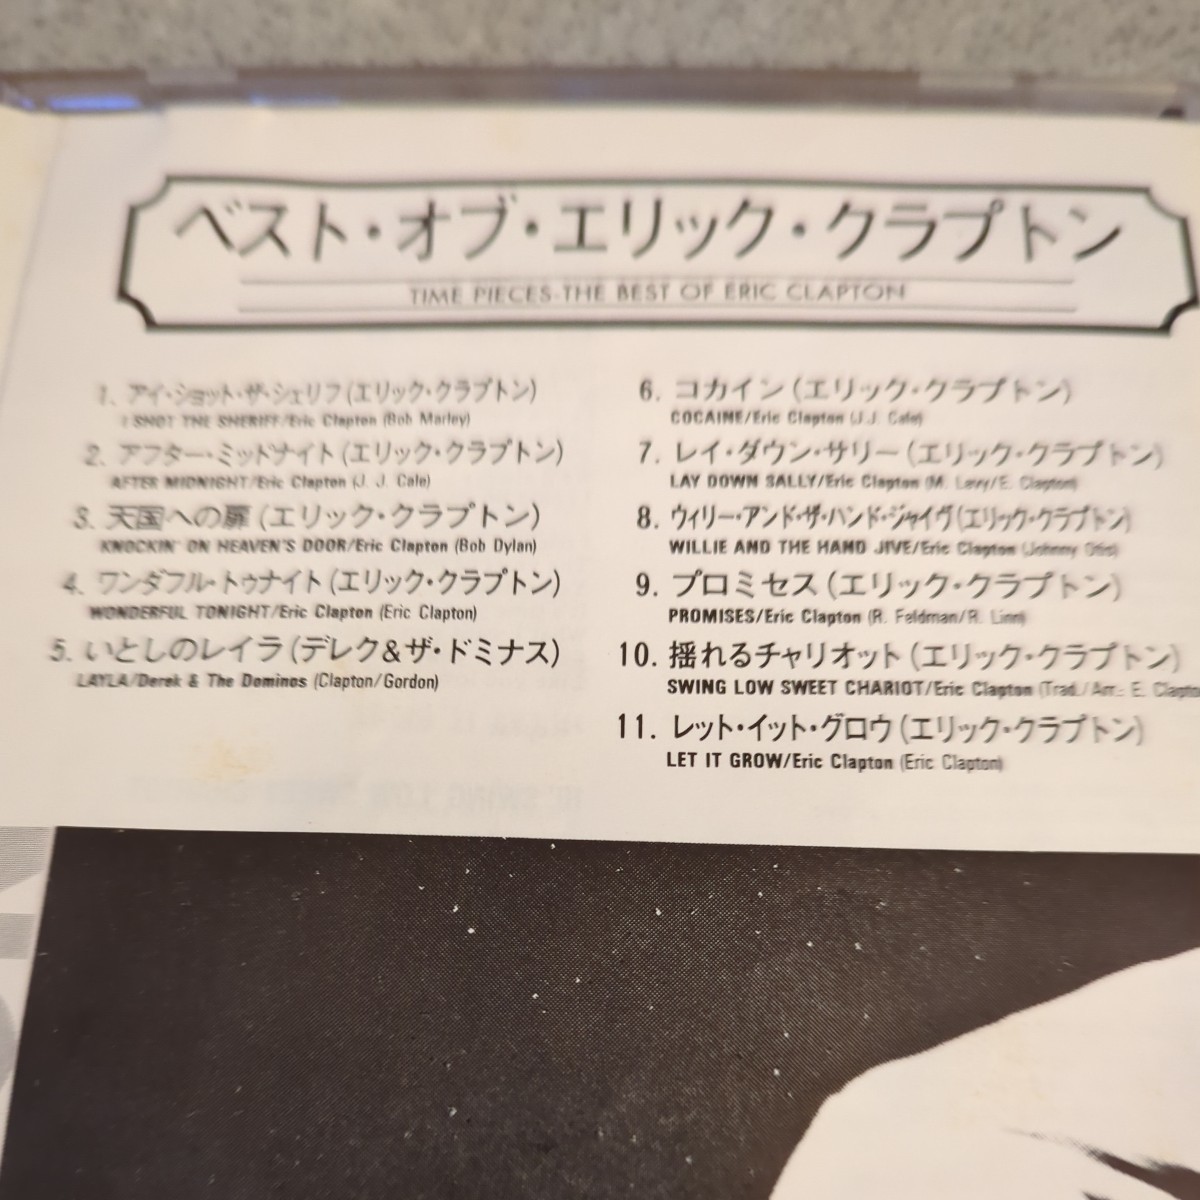 ベスト・オブ・エリック・クラプトン
TIME PIECES-THE BEST OF ERIC CLAPTON
1. アイ・ショット・ザ・シェリフ(エリック・クラプトン)
I SHOT THE SHERIFF/Eric Clapton (Bob Marley)
2. アフター・ミッドナイト(エリック・クラプトン)
AFTER MIDNIGHT/Eric Clapton (J. J. Cale)
3. 天国への扉(エリック・クラプトン)
KNOCKIN' ON HEAVEN'S DOOR/Eric Clapton (Bob Dylan)
4. ワンダフル・トゥナイト(エリック・クラプトン)
WONDERFUL TONIGHT/Eric Clapton (Eric Clapton)
5. いとしのレイラ(デレク&ザ・ドミナス)
LAYLA/Derek & The Dominos (Clapton/Gordon)
6. コカイン(エリック・クラプトン)
COCAINE/Eric Clapton (J.J. Cale)
7. レイ・ダウン・サリー(エリック・クラプトン)
LAY DOWN SALLY/Eric Clapton (M. Levy/E. Clapton)
8. ウィリー・アンド・ザ・ハンド・ジャイヴ(エリック・クラプトン)
WILLIE AND THE HAND JIVE/Eric Clapton (Johnny Otis)
9. プロミセス(エリック・クラプトン)
PROMISES/Eric Clapton (R. Feldman/R. Linn)
10. 揺れるチャリオット(エリック・クラプトン)
SWING LOW SWEET CHARIOT/Eric Clapton (Trad./Arr.: E. Clapto
11. レット・イット・グロウ(エリック・クラプトン)
LET IT GROW/Eric Clapton (Eric Clapton)